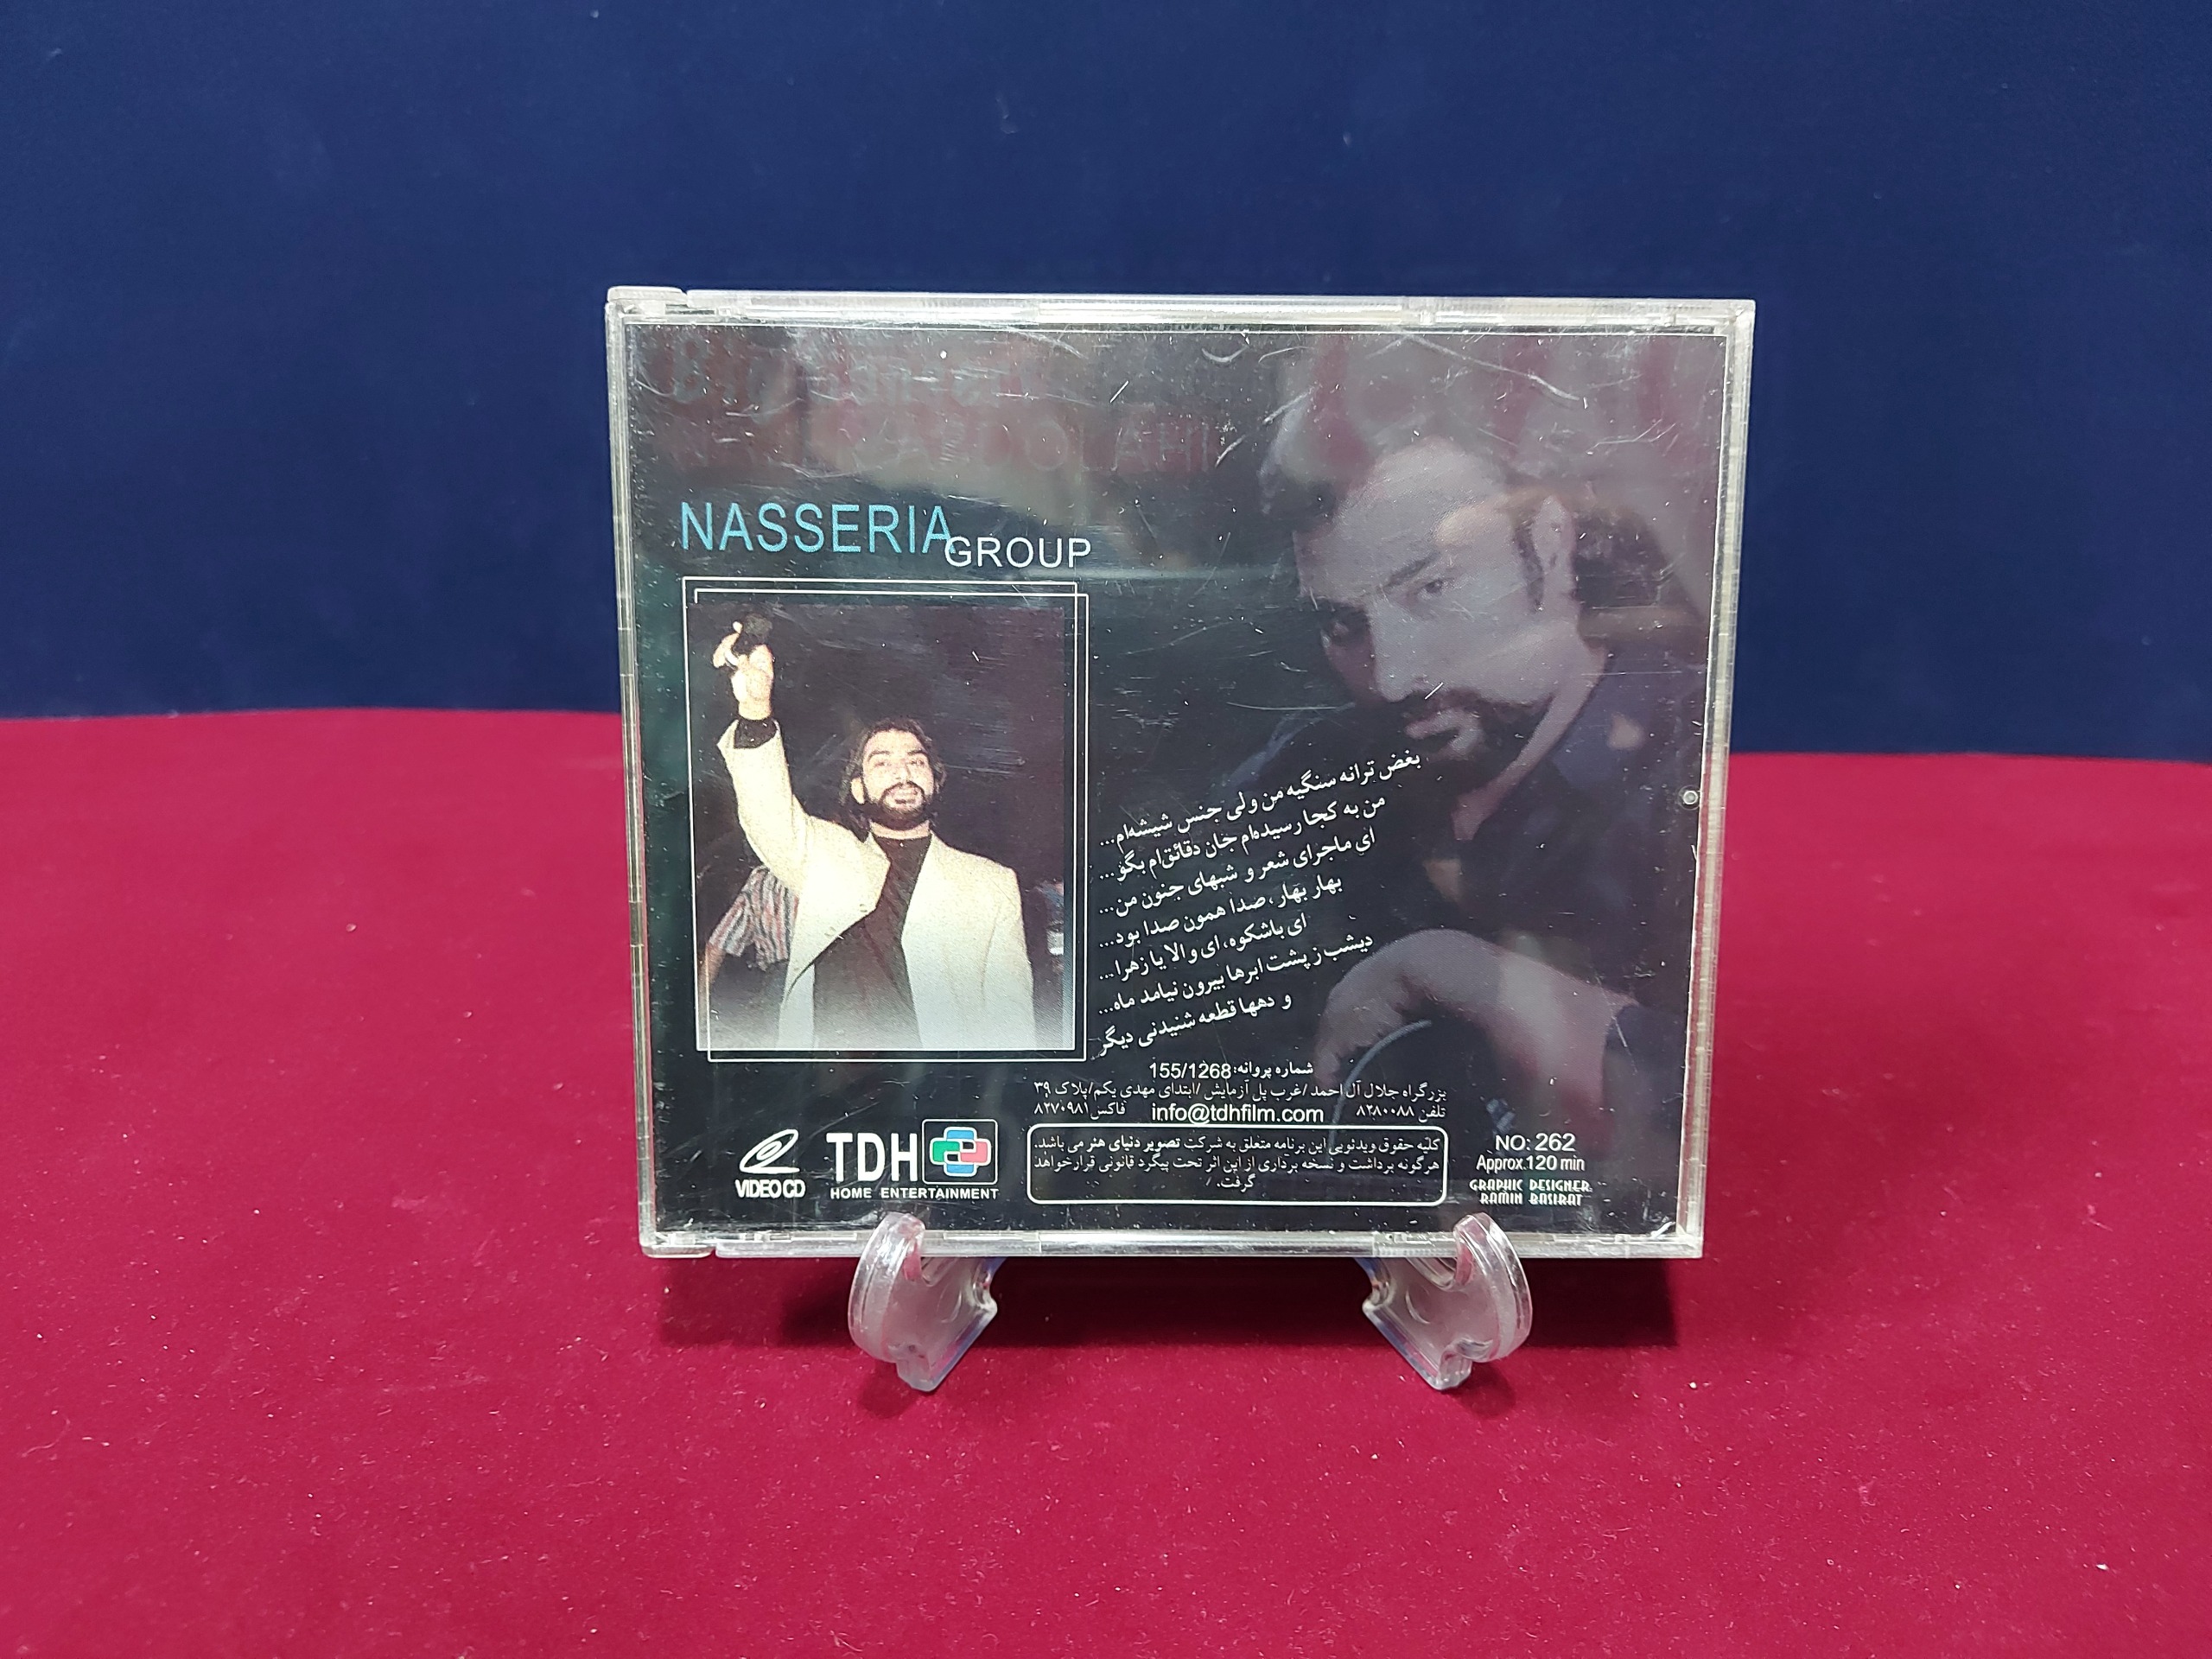 NASSERIA
GROUP
بغض ترانه سنگیه من ولی جنس شیشه‌ام...
من به کجا رسیده‌ام جان دقائق‌ام بگو...
ای ماجرای شعر و شبهای جنون من...
بهار بهار، صدا همون صدا بود...
ای باشکوه، ای والا یا زهرا...
دیشب ز پشت ابرها بیرون نیامد ماه...
و دهها قطعه شنیدنی دیگر
شماره پروانه: 155/1268
بزرگراه جلال آل احمد /غرب پل آزمایش /ابتدای مهدی یکم/پلاک ۳۹
تلفن ۸۲۸۰۰۸۸ info@tdhfilm.com فاکس ۸۲۷۰۹۸۱
کلیه حقوق ویدئویی این برنامه متعلق به شرکت تصویر دنیای هنر می باشد.
هرگونه برداشت و نسخه برداری از این اثر تحت پیگرد قانونی قرارخواهد
گرفت.
VIDEO CD
TDH
HOME ENTERTAINMENT
NO: 262
Approx.120 min
GRAPHIC DESIGNER.
RAMIN BASIRAT